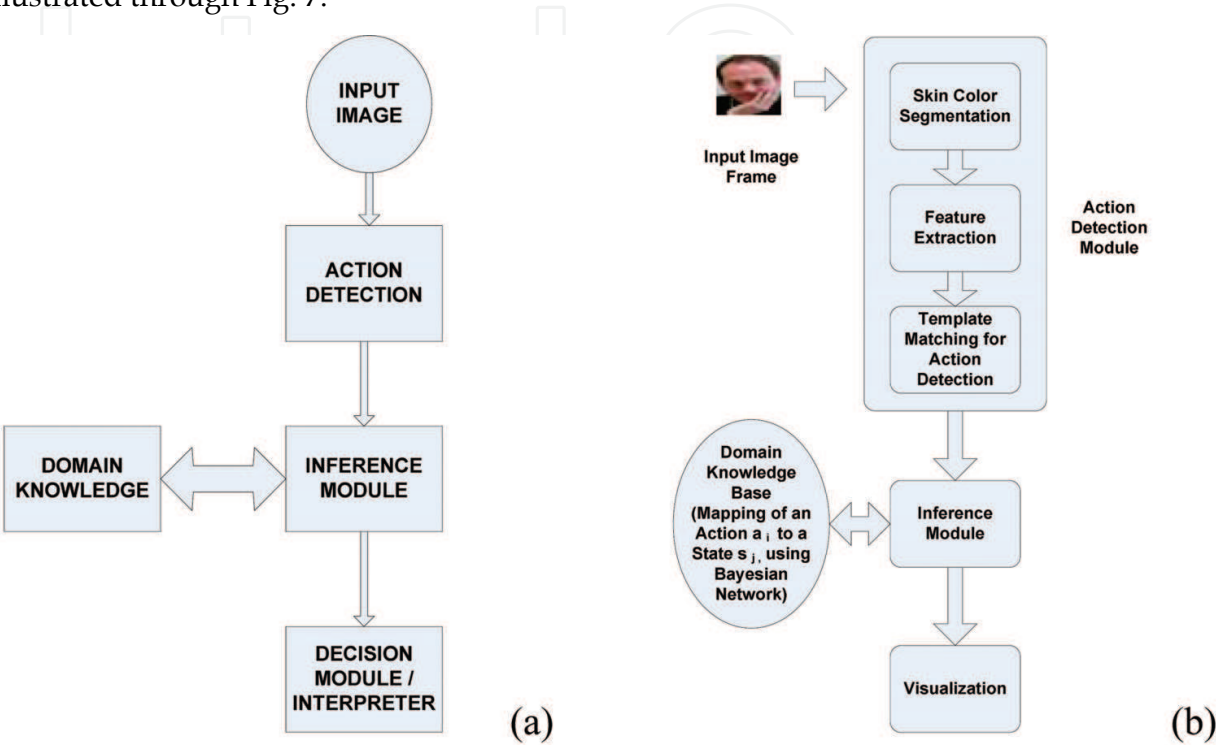 llustrated through Fig. 7.
INPUT
IMAGE
ACTION
DETECTION
DOMAIN
KNOWLEDGE
INFERENCE
MODULE
DECISION
MODULE /
INTERPRETER
(a)
Input Image
Frame
Skin Color
Segmentation
Feature
Extraction
Template
Matching for
Action
Detection
Action
Detection
Module
Domain
Knowledge
Base
(Mapping of an
Action a i to a
State s j, using
Bayesian
Network)
Inference
Module
Visualization
(b)